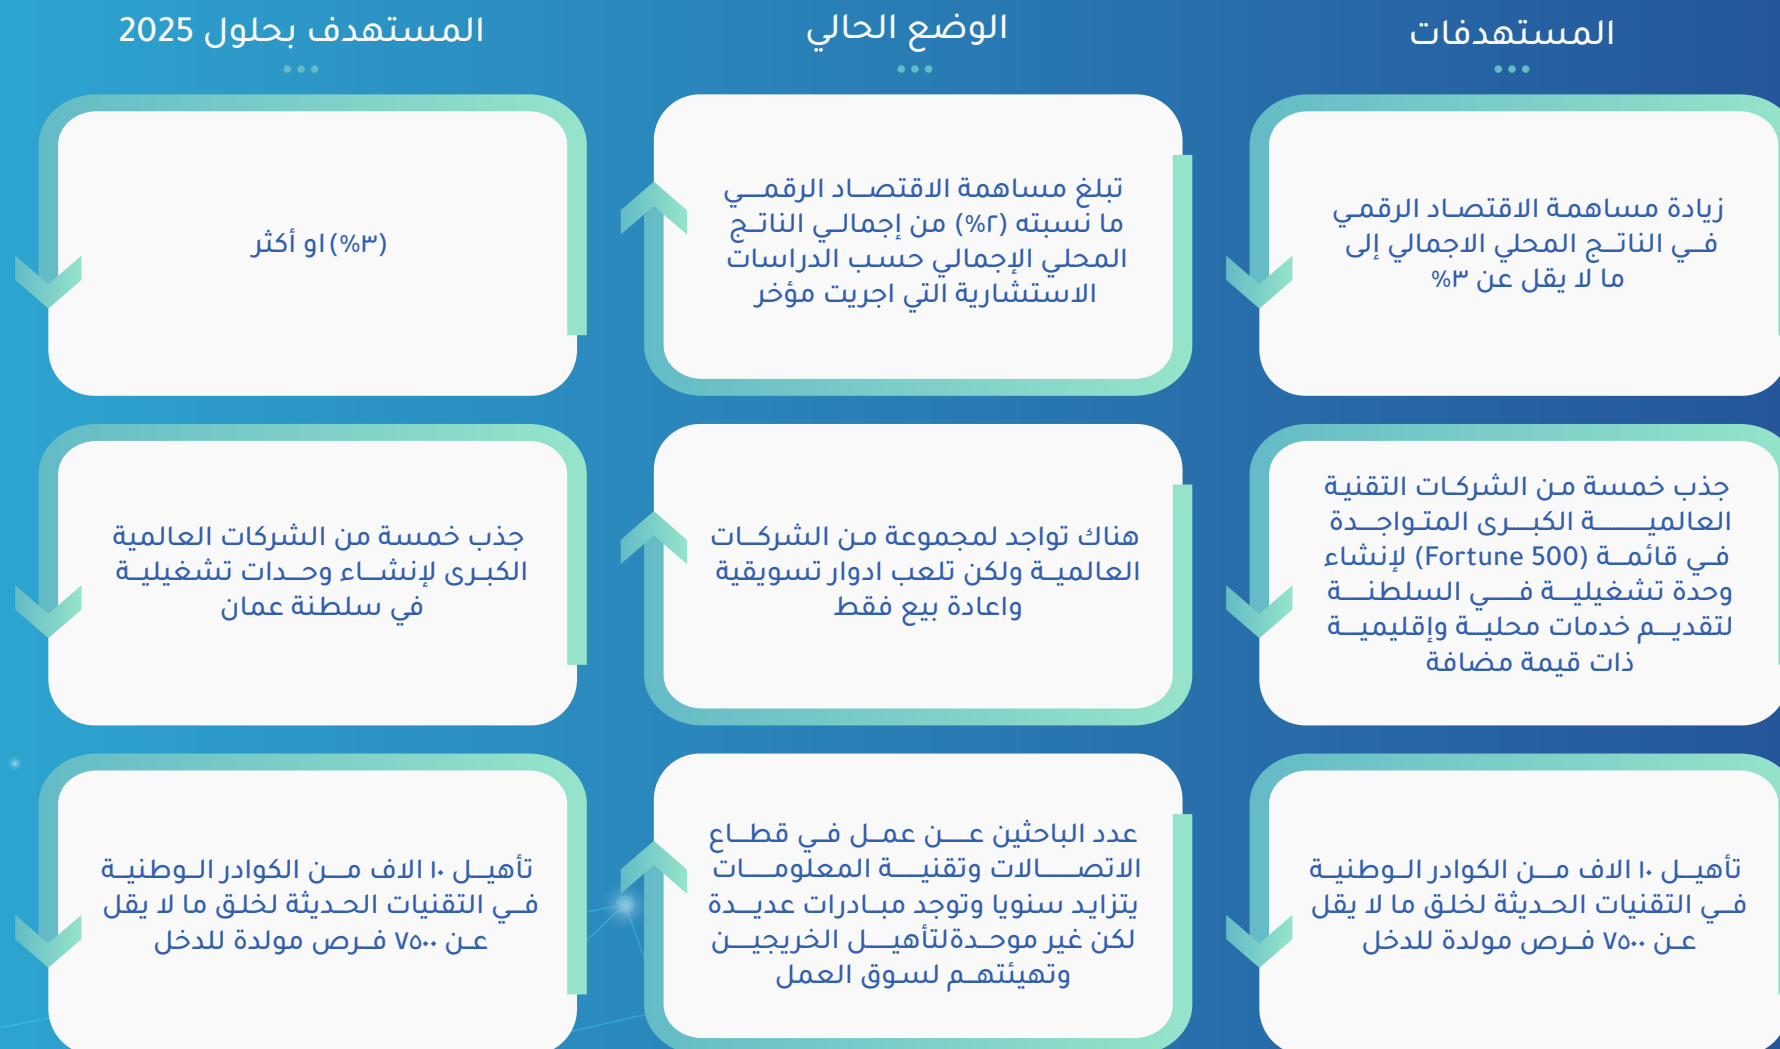 المستهدفات
الوضع الحالي
المستهدف بحلول 2025
زيادة مساهمة الاقتصاد الرقمي
في الناتج المحلي الاجمالي إلى
ما لا يقل عن ٣%
تبلغ مساهمة الاقتصاد الرقمي
ما نسبته (٢%) من إجمالي الناتج
المحلي الإجمالي حسب الدراسات
الاستشارية التي اجريت مؤخر
(٣%) او أكثر
جذب خمسة من الشركات التقنية
العالمية الكبرى المتواجدة
في قائمة (Fortune 500) لإنشاء
وحدة تشغيلية في السلطنة
لتقديم خدمات محلية وإقليمية
ذات قيمة مضافة
هناك تواجد لمجموعة من الشركات
العالمية ولكن تلعب ادوار تسويقية
واعادة بيع فقط
جذب خمسة من الشركات العالمية
الكبرى لإنشاء وحدات تشغيلية
في سلطنة عمان
تأهيل ١٠ الاف من الكوادر الوطنية
في التقنيات الحديثة لخلق ما لا يقل
عن ٧٥٠٠ فرص مولدة للدخل
عدد الباحثين عن عمل في قطاع
الاتصالات وتقنية المعلومات
يتزايد سنويا وتوجد مبادرات عديدة
لكن غير موحدةلتأهيل الخريجين
وتهيئتهم لسوق العمل
تأهيل ١٠ الاف من الكوادر الوطنية
في التقنيات الحديثة لخلق ما لا يقل
عن ٧٥٠٠ فرص مولدة للدخل